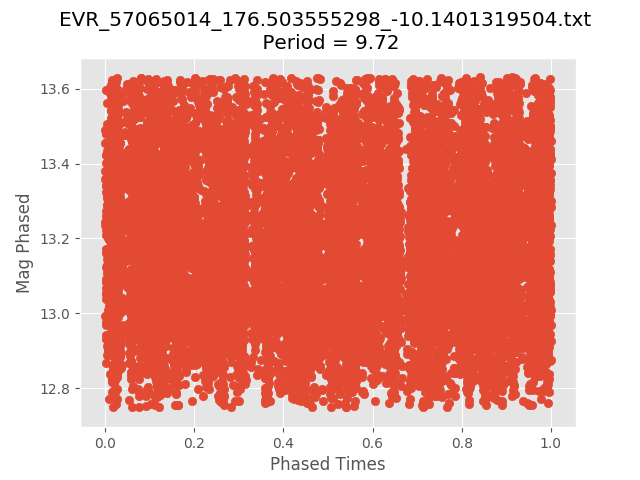 EVR_57065014_176.503555298_-10.1401319504.txt
Period = 9.72
Mag Phased
13.6
13.4
13.2
13.0
12.8
0.0 0.2 0.4 0.6 0.8 1.0
Phased Times